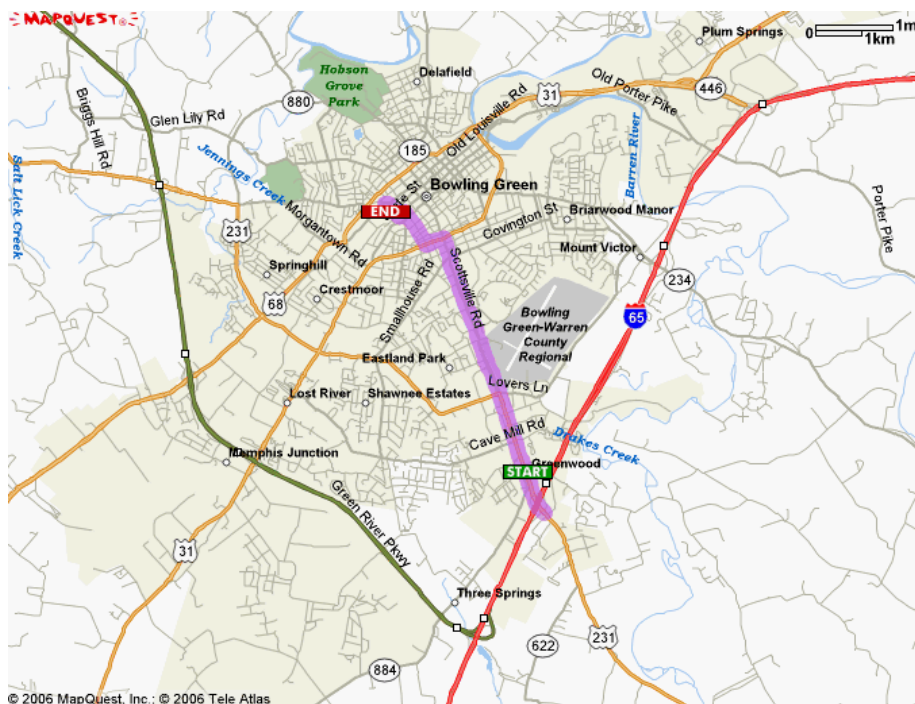 MAPQUEST
0 1m
1km
Plum Springs
Hobson
Grove
Park
Delafield
446
Old Porter Pike
31
Old Louisville Rd
880
Briggs Hill Rd
Glen Lily Rd
185
Jennings Creek
Salt Lick Creek
Bowling Green
Barren River
END
Briarwood Manor
Porter Pike
231
Morgantown Rd
Covington St
Mount Victor
234
Springhill
Scottsville Rd
68
Crestmoor
Smallhouse Rd
Bowling
Green-Warren
County
Regional
65
Eastland Park
Lovers Ln
Lost River
Shawnee Estates
Cave Mill Rd
Drakes Creek
Memphis Junction
START
Greenwood
Green River Pkwy
31
Three Springs
231
622
884
© 2006 MapQuest, Inc.; © 2006 Tele Atlas